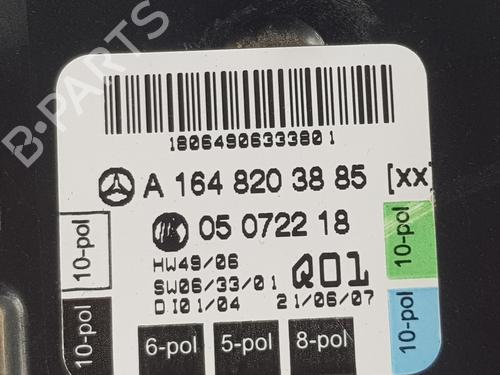 B-PARTS
1806490633380 1
A 164 820 38 85 [xx]
05 0722 18
HW49/06
SW06/33/01 Q01
DI01/04 21/06/07
10-pol
10-pol
10-pol
10-pol
6-pol 5-pol 8-pol